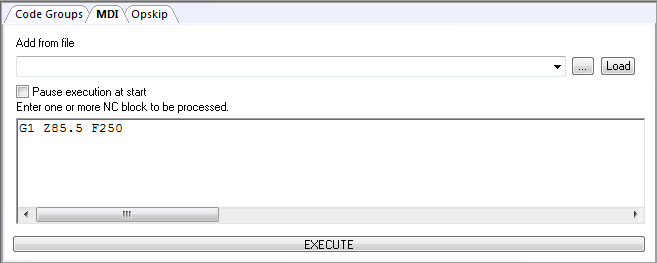 Code Groups MDI Opskip
Add from file
... Load
Pause execution at start
Enter one or more NC block to be processed.
G1 Z85.5 F250
EXECUTE